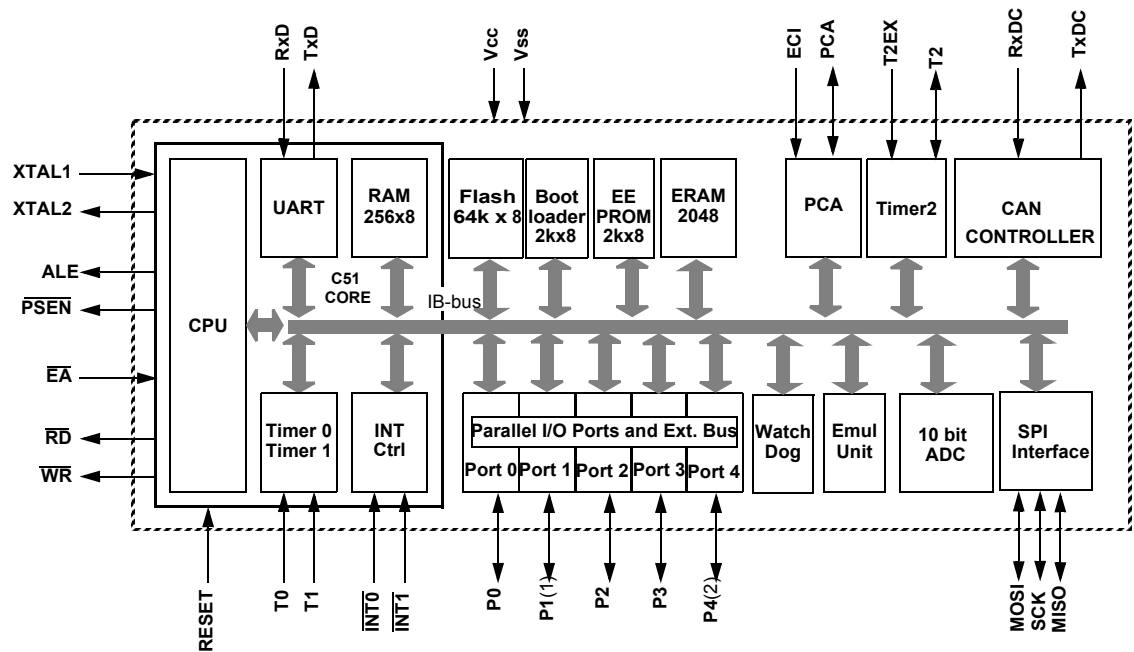 RxD
TxD
Vcc
Vss
ECI
PCA
T2EX
T2
RxDC
TxDC
XTAL1
XTAL2
ALE
PSEN
EA
RD
WR
CPU
UART
RAM
256x8
C51
CORE
IB-bus
Flash
64k x 8
Boot
loader
2kx8
EE
PROM
2kx8
ERAM
2048
PCA
Timer2
CAN
CONTROLLER
Timer 0
Timer 1
INT
Ctrl
Parallel I/O Ports and Ext. Bus
Port 0
Port 1
Port 2
Port 3
Port 4
Watch
Dog
Emul
Unit
10 bit
ADC
SPI
Interface
RESET
T0
T1
INT0
INT1
P0
P1(1)
P2
P3
P4(2)
MOSI
SCK
MISO